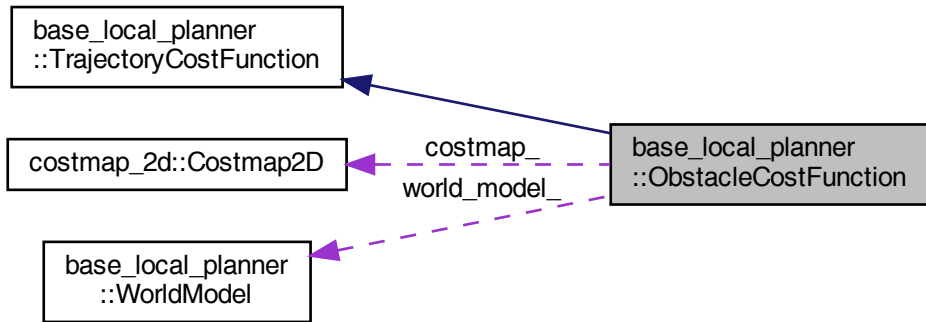 base_local_planner
::TrajectoryCostFunction
costmap_2d::Costmap2D
base_local_planner
::WorldModel
costmap_
world_model_
base_local_planner
::ObstacleCostFunction